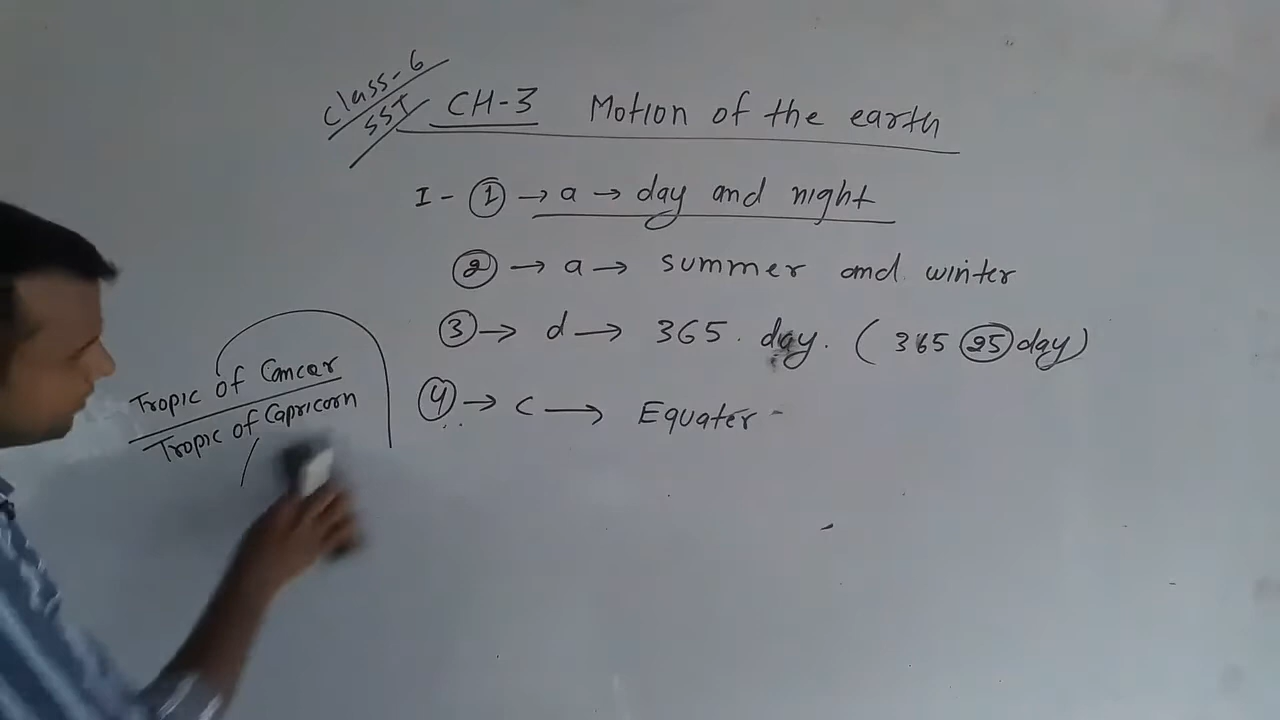 Class-6
SST
CH-3 Motion of the earth
I - ① → a → day and night
② → a → summer and winter
③ → d → 365. day. (365 25 day)
④ → c → Equater -
Tropic of Cancar
Tropic of Capricorn